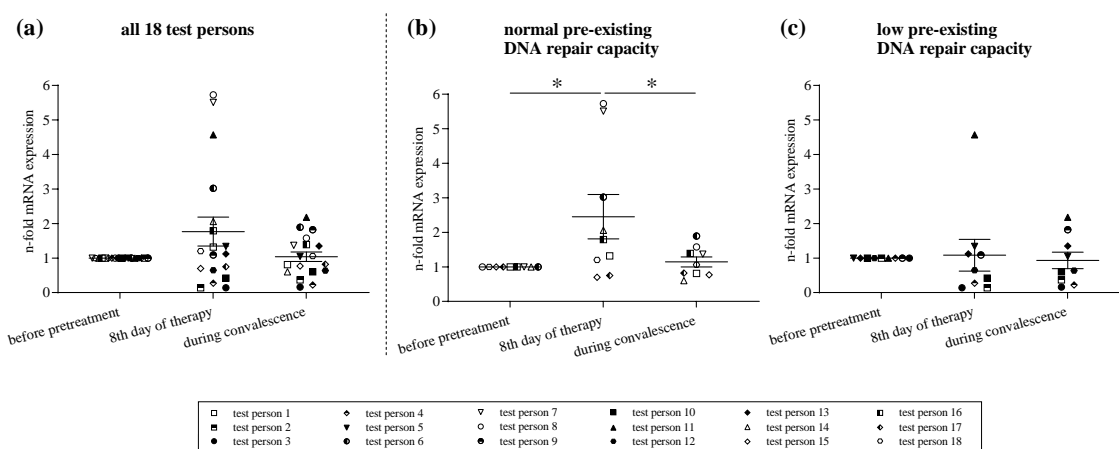 (a)
all 18 test persons
n-fold mRNA expression
6
5
4
3
2
1
0
before pretreatment
8th day of therapy
during convalescence
(b)
normal pre-existing
DNA repair capacity
* *
n-fold mRNA expression
6
5
4
3
2
1
0
before pretreatment
8th day of therapy
during convalescence
(c)
low pre-existing
DNA repair capacity
n-fold mRNA expression
6
5
4
3
2
1
0
before pretreatment
8th day of therapy
during convalescence
test person 1 test person 4 test person 7 test person 10 test person 13 test person 16
test person 2 test person 5 test person 8 test person 11 test person 14 test person 17
test person 3 test person 6 test person 9 test person 12 test person 15 test person 18